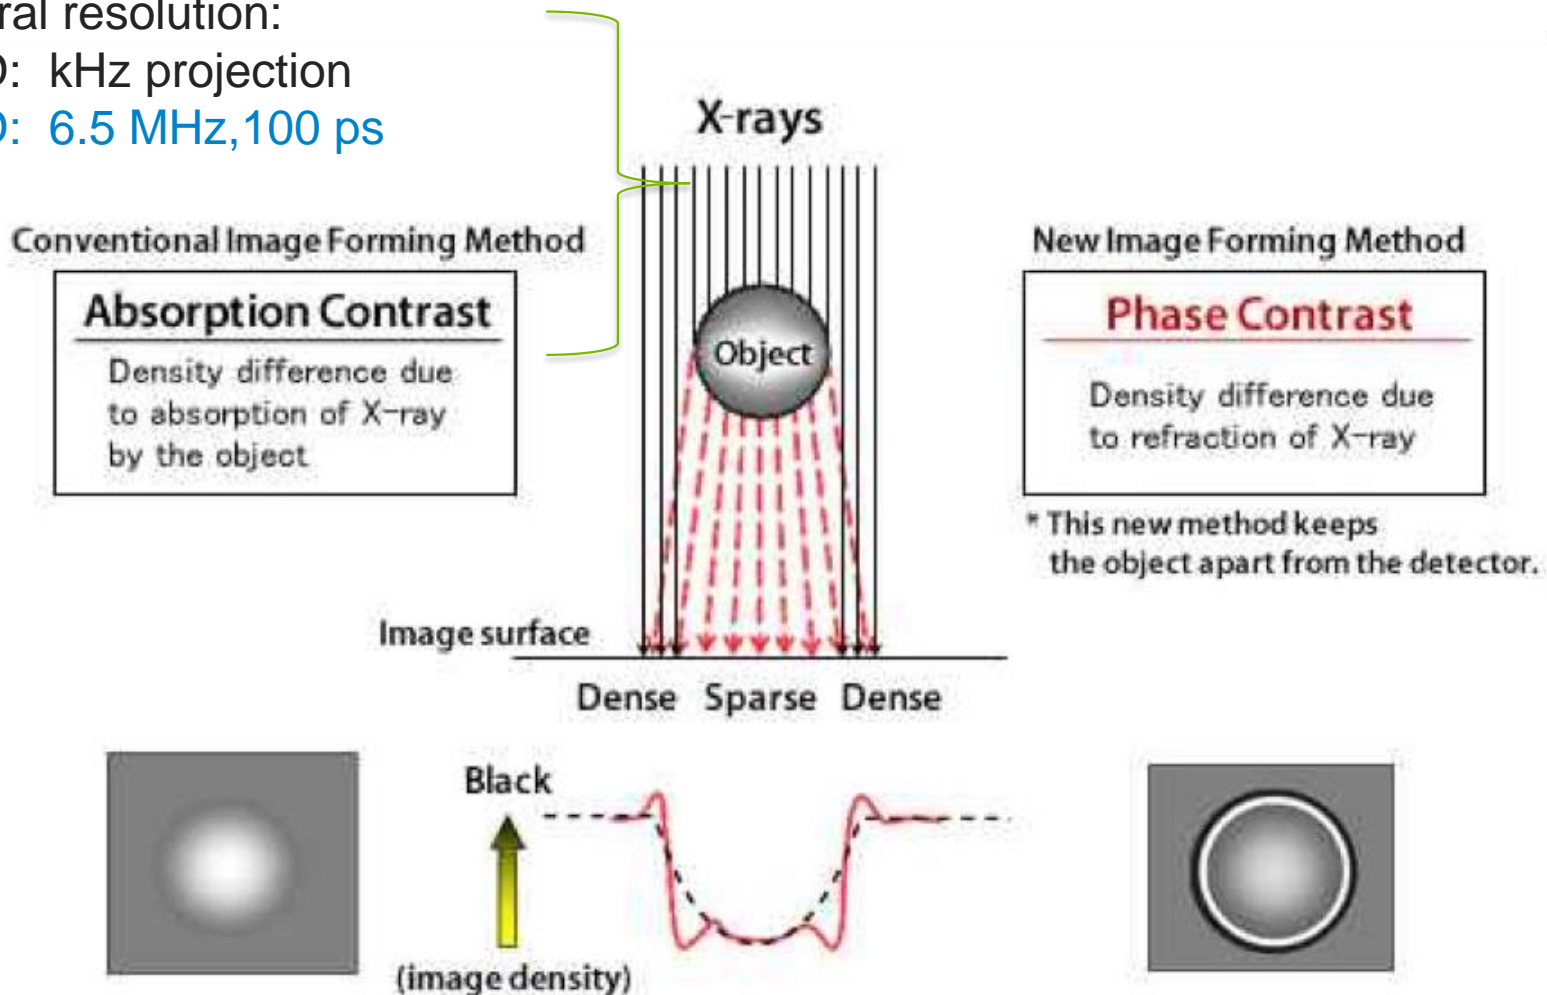 ral resolution:
: kHz projection
: 6.5 MHz,100 ps
X-rays
Conventional Image Forming Method
Absorption Contrast
Density difference due
to absorption of X-ray
by the object
Object
New Image Forming Method
Phase Contrast
Density difference due
to refraction of X-ray
* This new method keeps
the object apart from the detector.
Image surface
Dense Sparse Dense
Black
(image density)